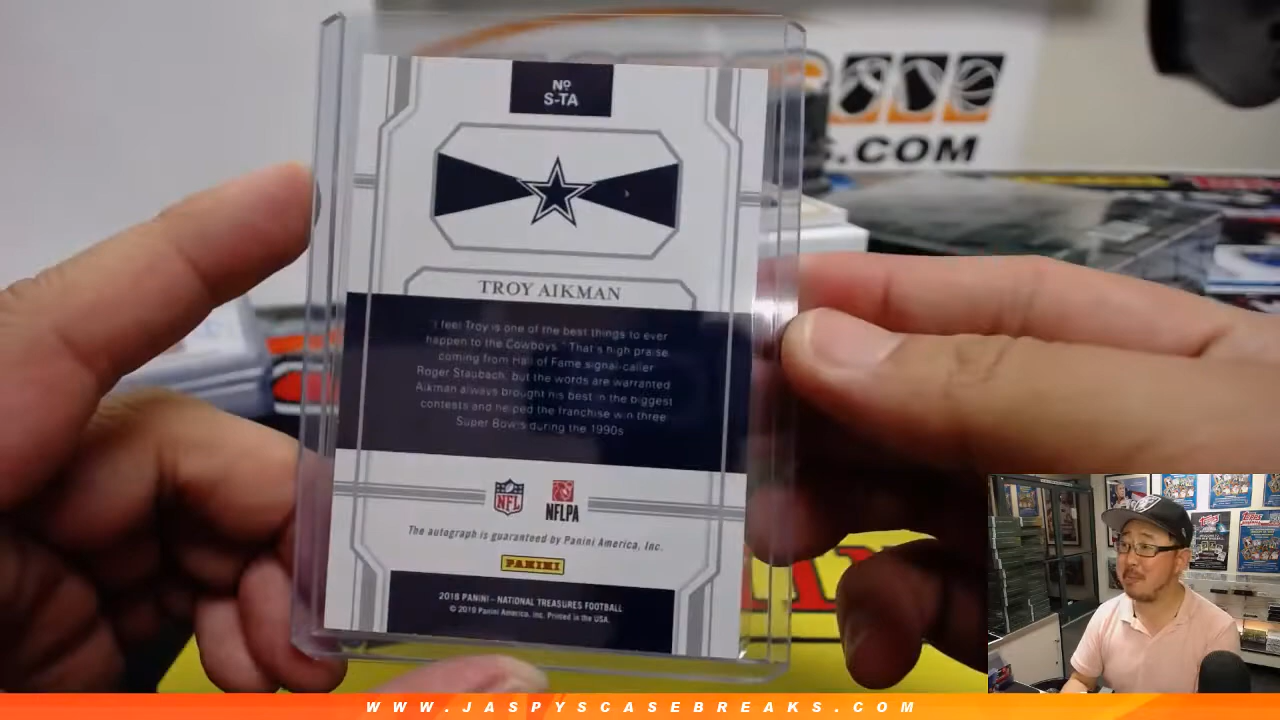 Nº
S-TA
.COM
TROY AIKMAN
"I feel Troy is one of the best things to ever
happen to the Cowboys." That's high praise
coming from Hall of Fame signal-caller
Roger Staubach, but the words are warranted.
Aikman always brought his best in the biggest
contests and helped the franchise win three
Super Bowls during the 1990s
NFL
NFLPA
The autograph is guaranteed by Panini America, Inc.
PANINI
2018 PANINI – NATIONAL TREASURES FOOTBALL
© 2019 Panini America, Inc. Printed in the USA.
WWW.JASPYSCASEBREAKS.COM